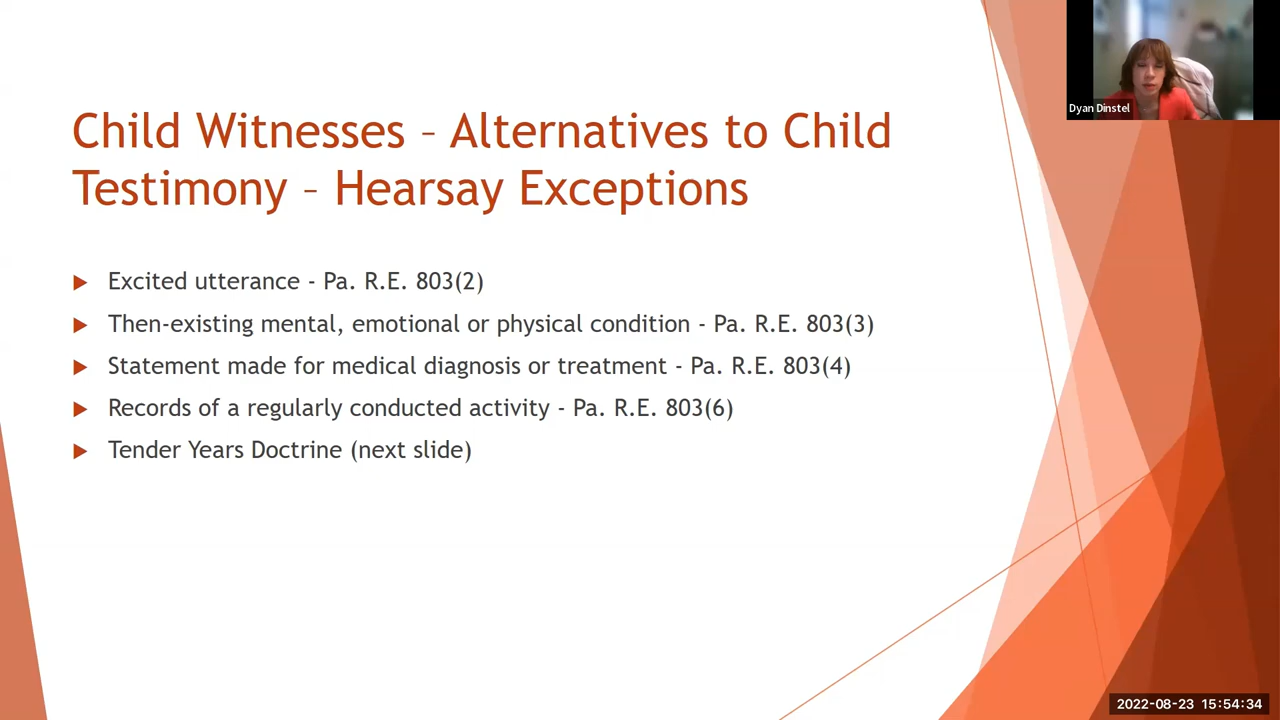 Dyan Dinstel
Child Witnesses – Alternatives to Child
Testimony – Hearsay Exceptions
Excited utterance - Pa. R.E. 803(2)
Then-existing mental, emotional or physical condition - Pa. R.E. 803(3)
Statement made for medical diagnosis or treatment - Pa. R.E. 803(4)
Records of a regularly conducted activity - Pa. R.E. 803(6)
Tender Years Doctrine (next slide)
2022-08-23 15:54:34